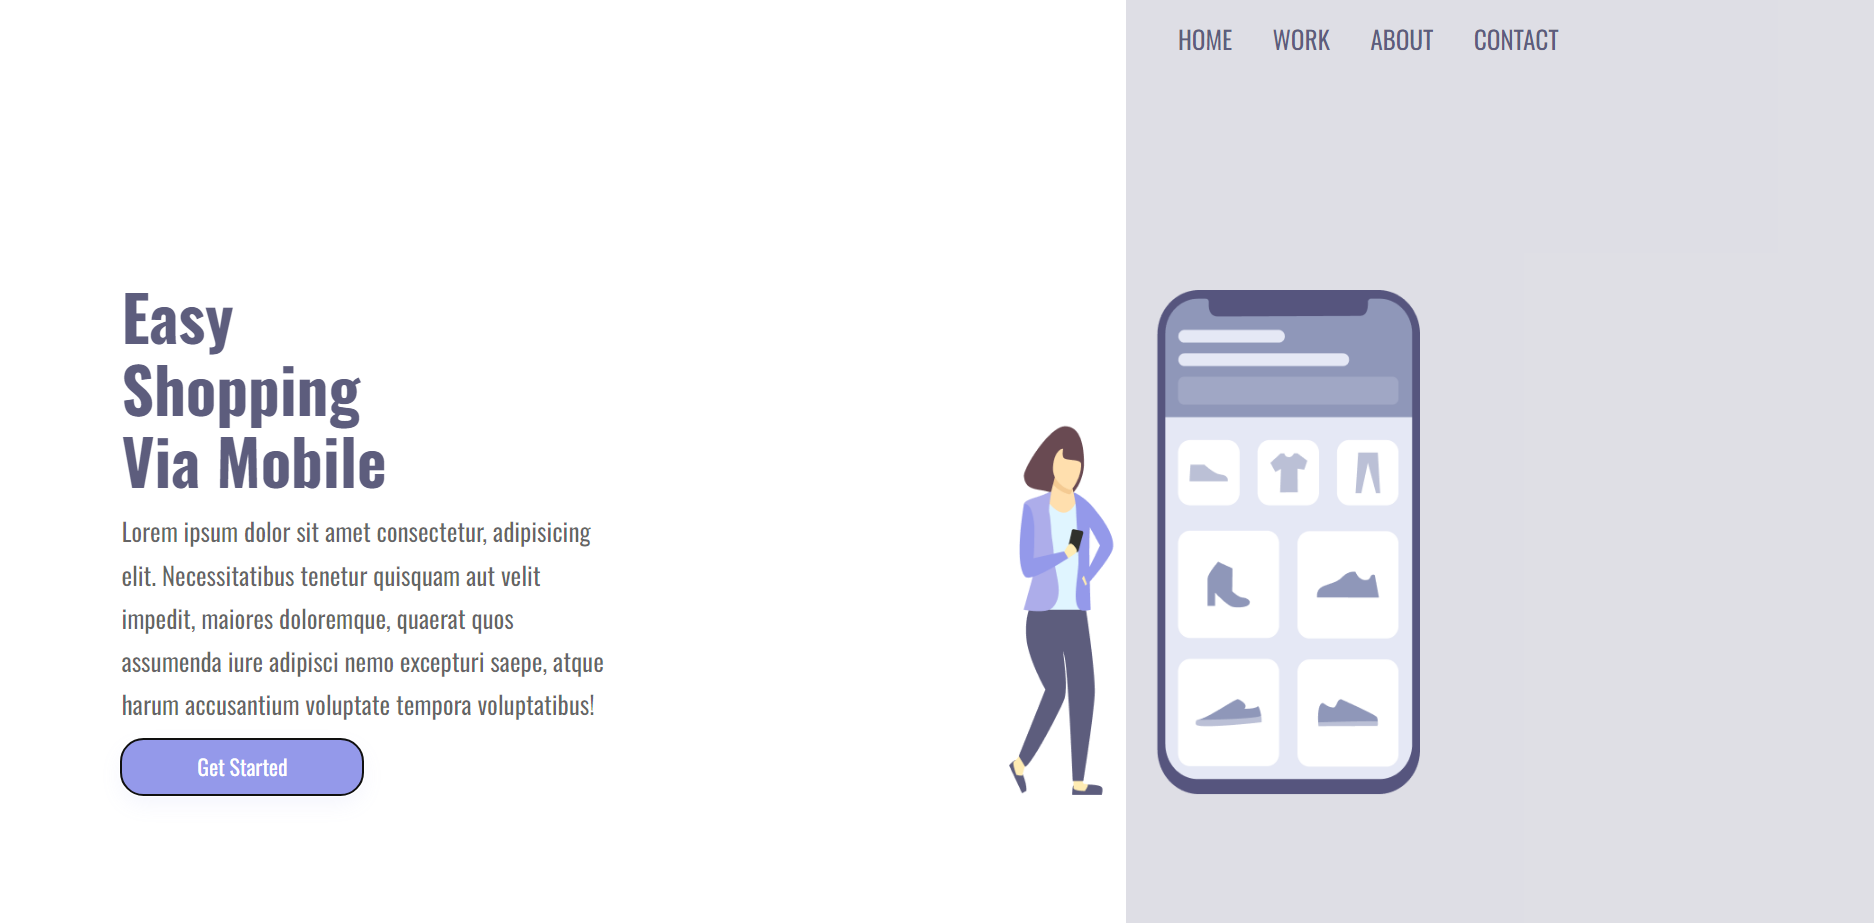 HOME WORK ABOUT CONTACT
Easy
Shopping
Via Mobile
Lorem ipsum dolor sit amet consectetur, adipisicing
elit. Necessitatibus tenetur quisquam aut velit
impedit, maiores doloremque, quaerat quos
assumenda iure adipisci nemo excepturi saepe, atque
harum accusantium voluptate tempora voluptatibus!
Get Started